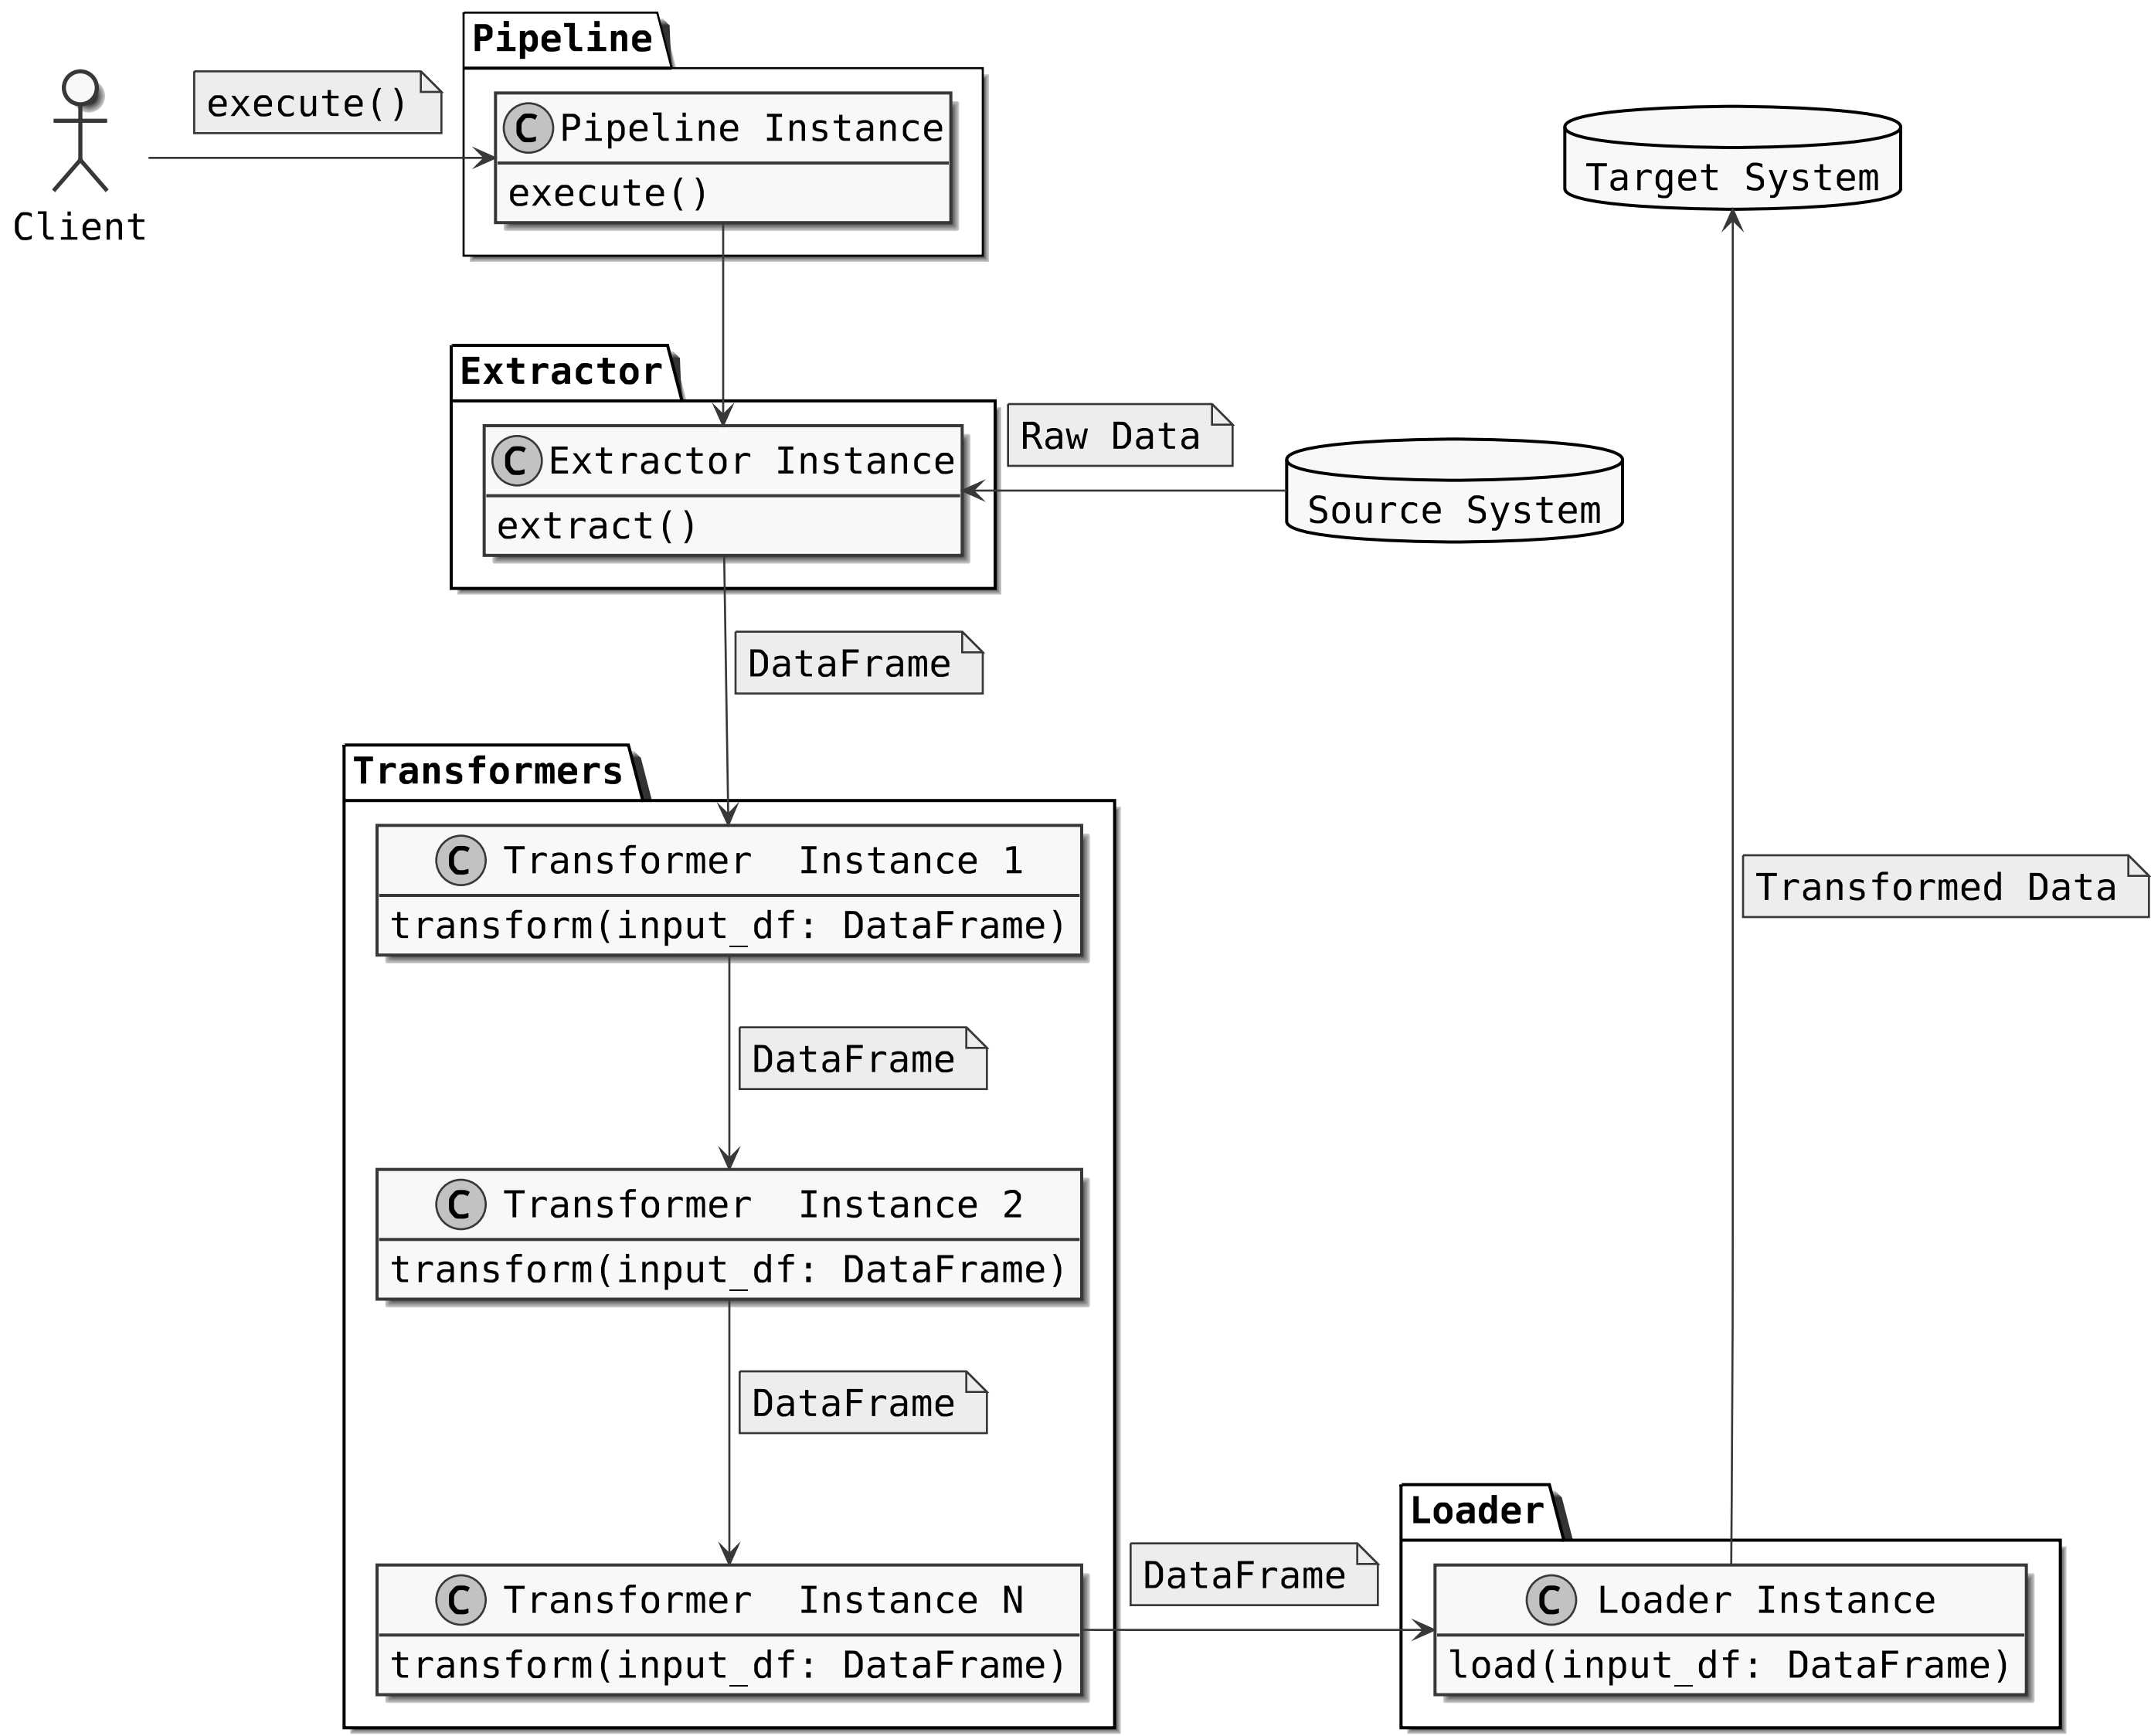 Pipeline
execute()
C Pipeline Instance
execute()
Client
Target System
Extractor
Raw Data
C Extractor Instance
extract()
Source System
DataFrame
Transformers
C Transformer  Instance 1
transform(input_df: DataFrame)
Transformed Data
DataFrame
C Transformer  Instance 2
transform(input_df: DataFrame)
DataFrame
Loader
DataFrame
C Transformer  Instance N
transform(input_df: DataFrame)
C Loader Instance
load(input_df: DataFrame)